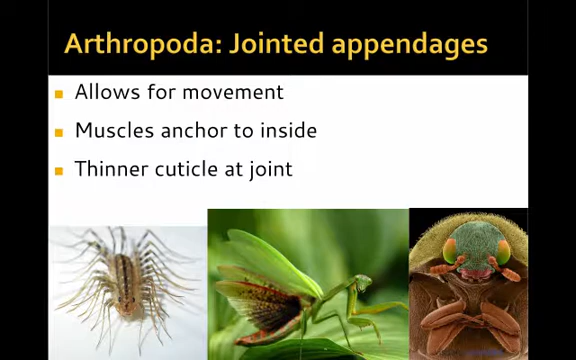 Arthropoda: Jointed appendages
Allows for movement
Muscles anchor to inside
Thinner cuticle at joint